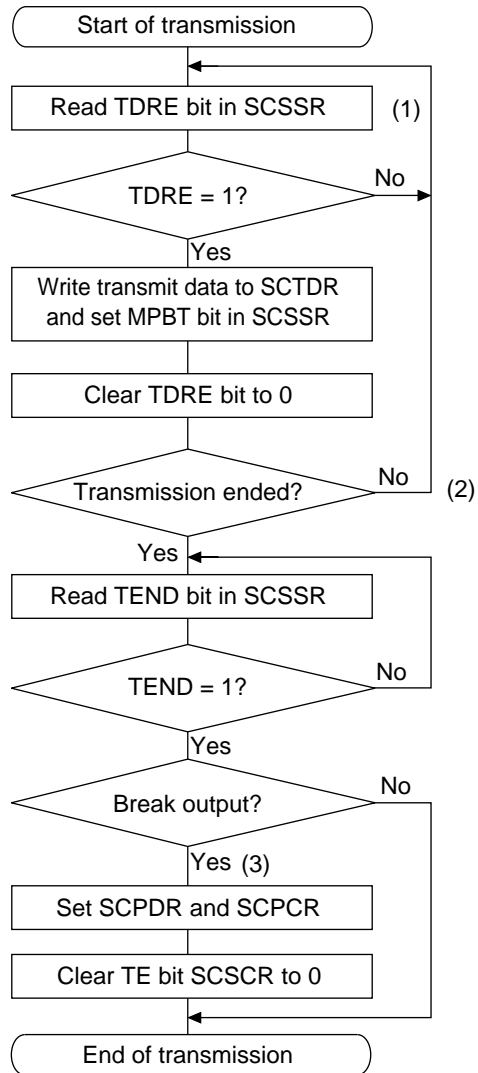 Start of transmission
Read TDRE bit in SCSSR
(1)
TDRE = 1?
No
Yes
Write transmit data to SCTDR
and set MPBT bit in SCSSR
Clear TDRE bit to 0
Transmission ended?
No
(2)
Yes
Read TEND bit in SCSSR
TEND = 1?
No
Yes
Break output?
No
Yes (3)
Set SCPDR and SCPCR
Clear TE bit SCSCR to 0
End of transmission